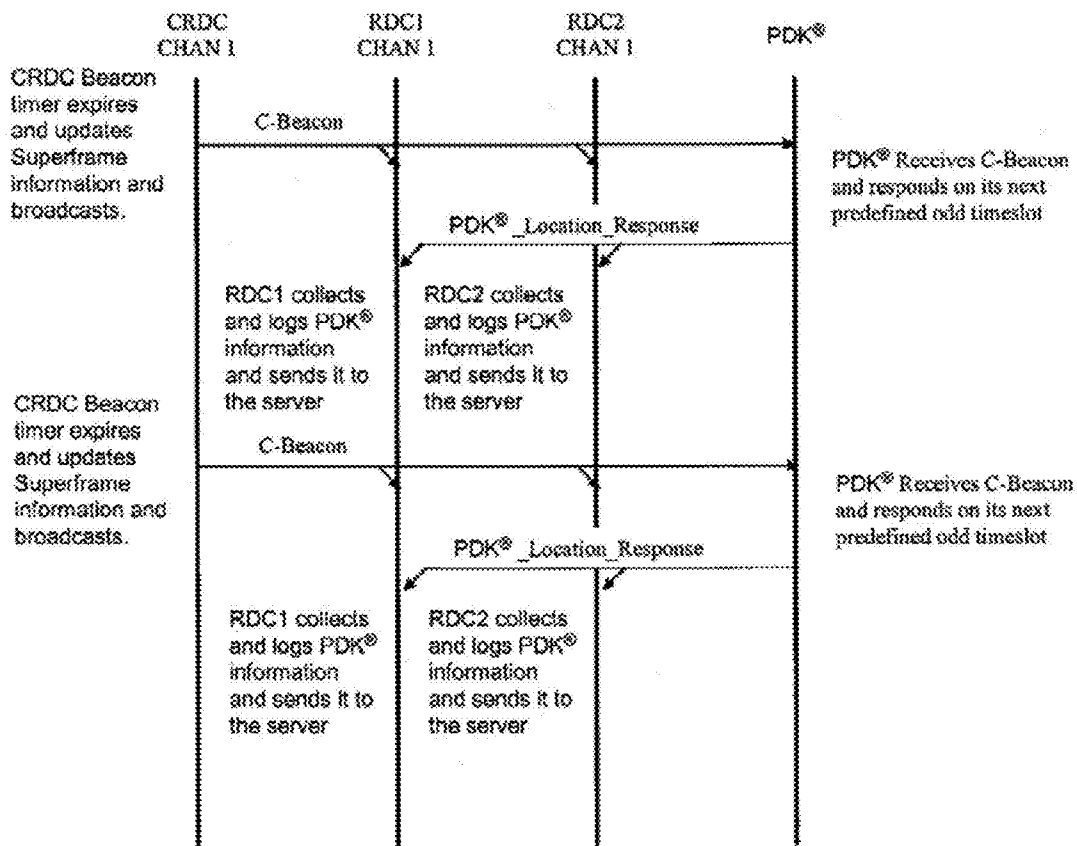 CRDC
CHAN 1
RDC1
CHAN 1
RDC2
CHAN 1
PDK®
CRDC Beacon
timer expires
and updates
Superframe
information and
broadcasts.
C-Beacon
PDK® Receives C-Beacon
and responds on its next
predefined odd timeslot
PDK® _Location_Response
RDC1 collects
and logs PDK®
information
and sends it to
the server
RDC2 collects
and logs PDK®
information
and sends it to
the server
CRDC Beacon
timer expires
and updates
Superframe
information and
broadcasts.
C-Beacon
PDK® Receives C-Beacon
and responds on its next
predefined odd timeslot
PDK® _Location_Response
RDC1 collects
and logs PDK®
information
and sends it to
the server
RDC2 collects
and logs PDK®
information
and sends it to
the server